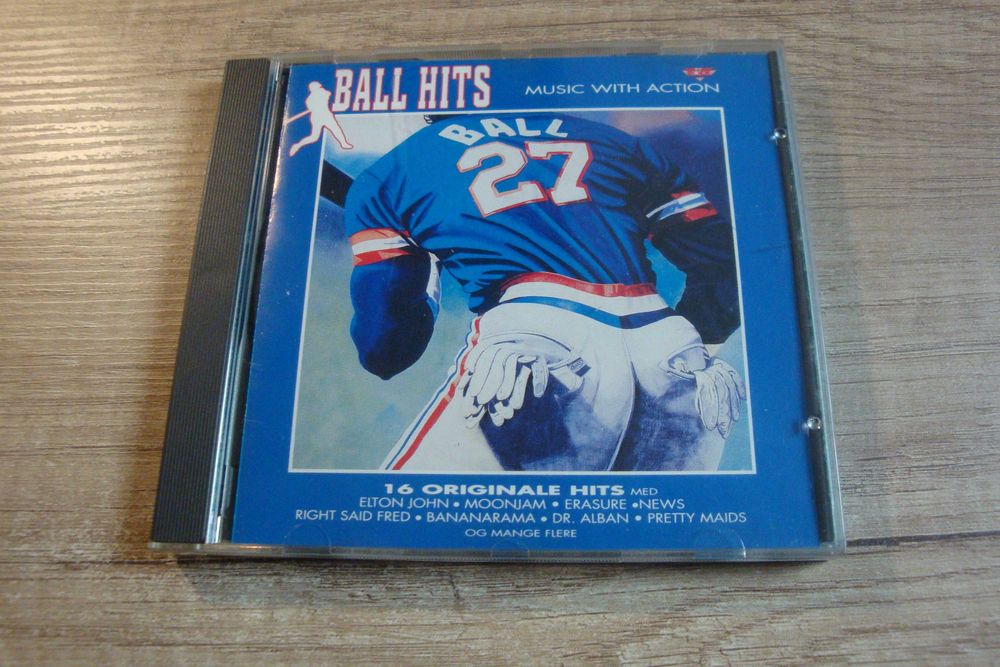 BALL HITS
MUSIC WITH ACTION
BALL
27
16 ORIGINALE HITS MED
ELTON JOHN • MOONJAM • ERASURE • NEWS
RIGHT SAID FRED • BANANARAMA • DR. ALBAN • PRETTY MAIDS
OG MANGE FLERE